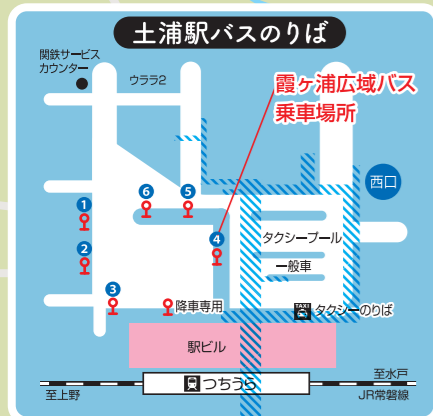 土浦駅バスのりば
関鉄サービス
カウンター
ウララ2
霞ヶ浦広域バス
乗車場所
西口
1
6
5
2
4
タクシープール
一般車
3
降車専用
TAXI
タクシーのりば
駅ビル
つちうら
至上野
至水戸
JR常磐線